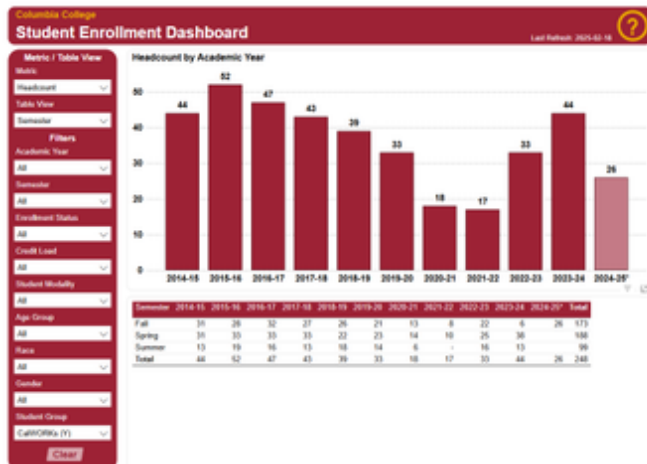 Columbia College
Student Enrollment Dashboard
Last Refresh: 2025-02-18
?
Metric / Table View
Metric
Headcount
Table View
Semester
Filters
Academic Year
All
Semester
All
Enrollment Status
All
Credit Load
All
Student Modality
All
Age Group
All
Race
All
Gender
All
Student Group
CalWORKs (Y)
Clear
Headcount by Academic Year
50
40
30
20
10
0
44
52
47
43
39
33
18
17
33
44
26
2014-15 2015-16 2016-17 2017-18 2018-19 2019-20 2020-21 2021-22 2022-23 2023-24 2024-25*
Semester 2014-15 2015-16 2016-17 2017-18 2018-19 2019-20 2020-21 2021-22 2022-23 2023-24 2024-25* Total
Fall 31 28 32 27 26 21 13 8 22 6 26 173
Spring 31 33 33 33 22 23 14 10 25 38 188
Summer 13 19 16 13 18 14 6 - 16 13 99
Total 44 52 47 43 39 33 18 17 33 44 26 248